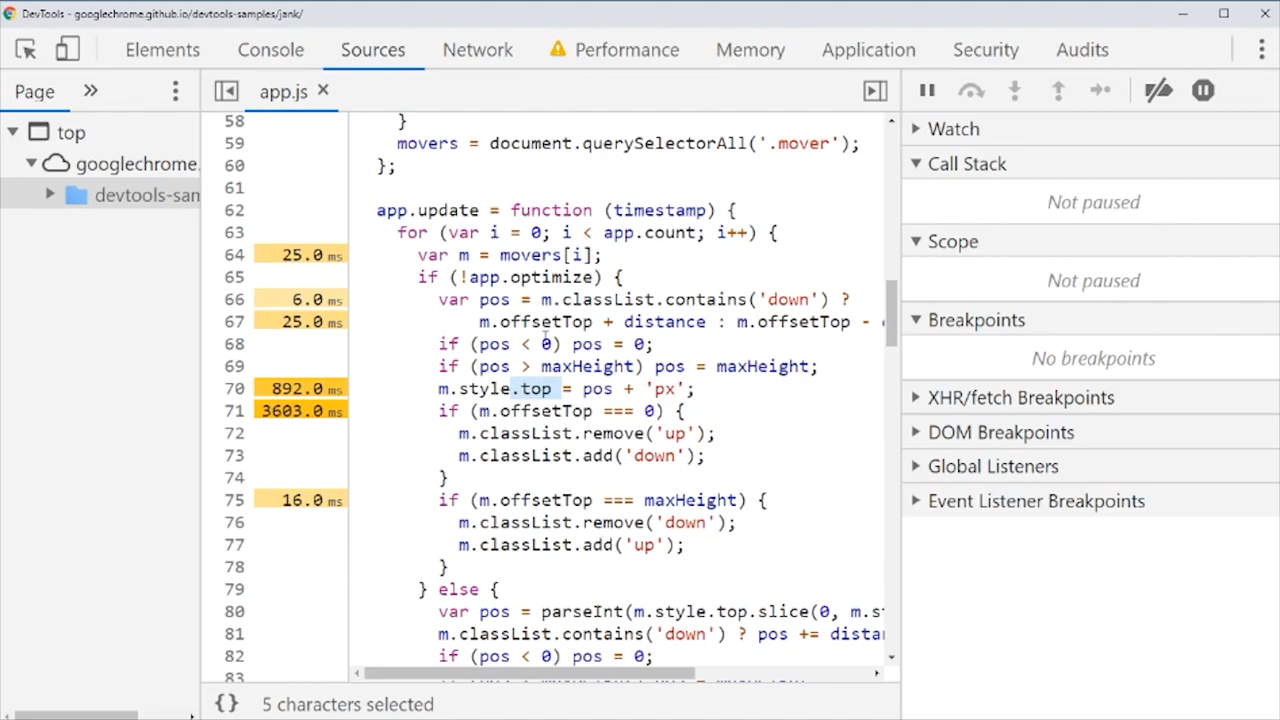 DevTools - googlechrome.github.io/devtools-samples/jank/
Elements Console Sources Network Performance Memory Application Security Audits
Page » app.js ×
top
googlechrome.
devtools-san
58 }
59 movers = document.querySelectorAll('.mover');
60 };
61
62 app.update = function (timestamp) {
63 for (var i = 0; i < app.count; i++) {
64 25.0 ms var m = movers[i];
65 if (!app.optimize) {
66 6.0 ms var pos = m.classList.contains('down') ?
67 25.0 ms m.offsetTop + distance : m.offsetTop -
68 if (pos < 0) pos = 0;
69 if (pos > maxHeight) pos = maxHeight;
70 892.0 ms m.style.top = pos + 'px';
71 3603.0 ms if (m.offsetTop === 0) {
72 m.classList.remove('up');
73 m.classList.add('down');
74 }
75 16.0 ms if (m.offsetTop === maxHeight) {
76 m.classList.remove('down');
77 m.classList.add('up');
78 }
79 } else {
80 var pos = parseInt(m.style.top.slice(0, m.st
81 m.classList.contains('down') ? pos += distan
82 if (pos < 0) pos = 0;
83
{ } 5 characters selected
Watch
Call Stack
Not paused
Scope
Not paused
Breakpoints
No breakpoints
XHR/fetch Breakpoints
DOM Breakpoints
Global Listeners
Event Listener Breakpoints